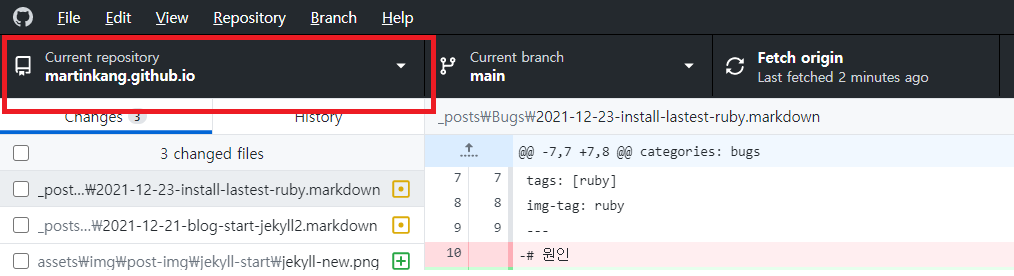 File Edit View Repository Branch Help
Current repository
martinkang.github.io
Current branch
main
Fetch origin
Last fetched 2 minutes ago
Changes 3 History
_posts₩Bugs₩2021-12-23-install-lastest-ruby.markdown
3 changed files
@@ -7,7 +7,8 @@ categories: bugs
_post...₩2021-12-23-install-lastest-ruby.markdown
7 7 tags: [ruby]
8 8 img-tag: ruby
_posts...₩2021-12-21-blog-start-jekyll2.markdown
9 9 ---
10 -# 원인
assets₩img₩post-img₩jekyll-start₩jekyll-new.png